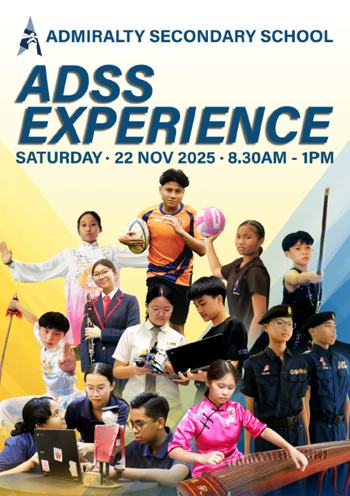 ADMIRALTY SECONDARY SCHOOL
ADSS
EXPERIENCE
SATURDAY · 22 NOV 2025 · 8.30AM - 1PM